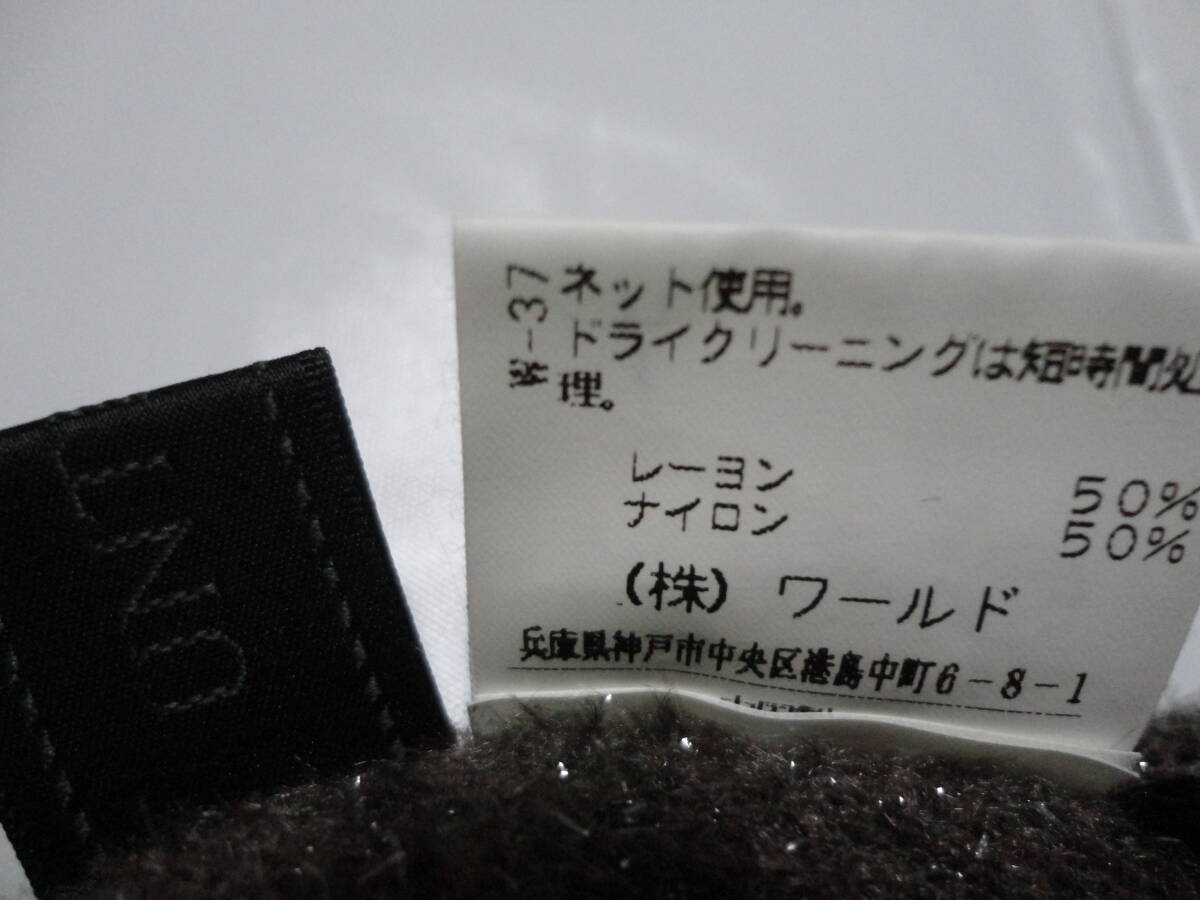 ネット使用。
ドライクリーニングは短時間処
理。
レーヨン 50%
ナイロン 50%
(株) ワールド
兵庫県神戸市中央区港島中町6-8-1